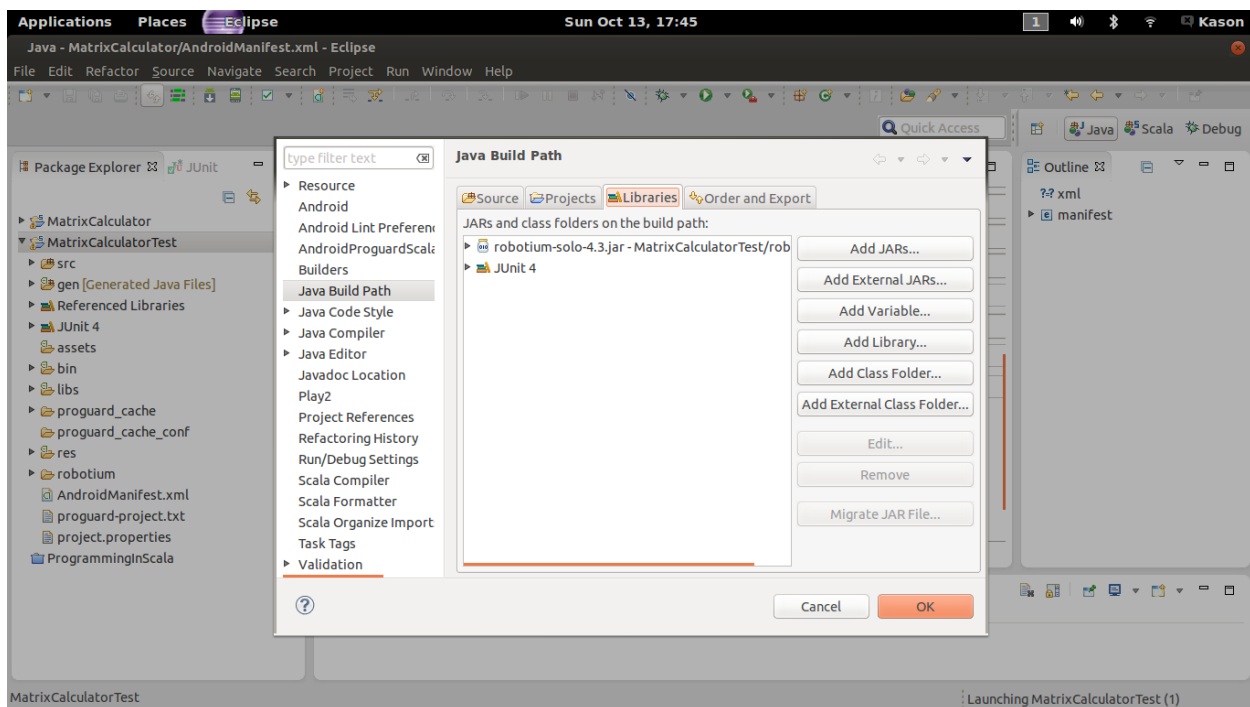 Applications Places Eclipse Sun Oct 13, 17:45 1 Kason
Java - MatrixCalculator/AndroidManifest.xml - Eclipse
File Edit Refactor Source Navigate Search Project Run Window Help
Quick Access Java Scala Debug
Package Explorer JUnit
MatrixCalculator
MatrixCalculatorTest
src
gen [Generated Java Files]
Referenced Libraries
JUnit 4
assets
bin
libs
proguard_cache
proguard_cache_conf
res
robotium
AndroidManifest.xml
proguard-project.txt
project.properties
ProgrammingInScala
type filter text
Resource
Android
Android Lint Preferen
AndroidProguardScala
Builders
Java Build Path
Java Code Style
Java Compiler
Java Editor
Javadoc Location
Play2
Project References
Refactoring History
Run/Debug Settings
Scala Compiler
Scala Formatter
Scala Organize Import
Task Tags
Validation
Java Build Path
Source Projects Libraries Order and Export
JARs and class folders on the build path:
robotium-solo-4.3.jar - MatrixCalculatorTest/rob
JUnit 4
Add JARs...
Add External JARs...
Add Variable...
Add Library...
Add Class Folder...
Add External Class Folder...
Edit...
Remove
Migrate JAR File...
Cancel OK
Outline
?=? xml
e manifest
MatrixCalculatorTest Launching MatrixCalculatorTest (1)